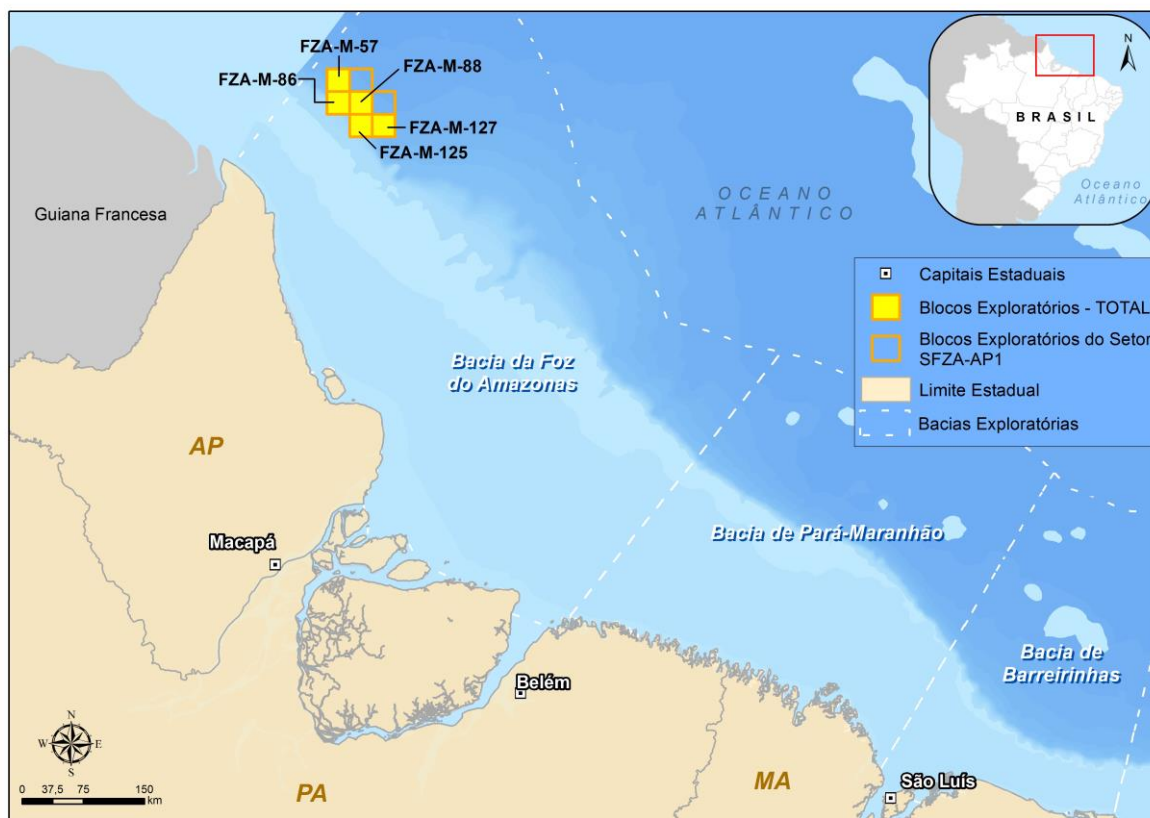 FZA-M-57
FZA-M-86
FZA-M-88
FZA-M-127
FZA-M-125
Guiana Francesa
OCEANO
ATLÂNTICO
N
BRASIL
Oceano
Atlântico
Capitais Estaduais
Blocos Exploratórios - TOTAL
Blocos Exploratórios do Setor
SFZA-AP1
Limite Estadual
Bacias Exploratórias
Bacia da Foz
do Amazonas
AP
Macapá
Bacia de Pará-Maranhão
Bacia de
Barreirinhas
Belém
São Luís
PA
MA
N
W E
S
0 37,5 75 150
km